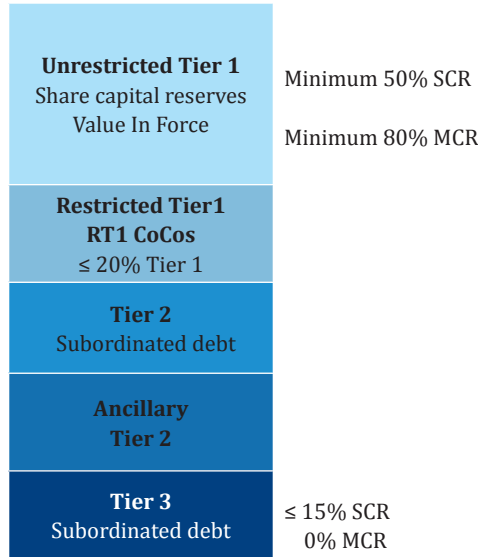 Unrestricted Tier 1
Share capital reserves
Value In Force
Minimum 50% SCR
Minimum 80% MCR
Restricted Tier1
RT1 CoCos
≤ 20% Tier 1
Tier 2
Subordinated debt
Ancillary
Tier 2
Tier 3
Subordinated debt
≤ 15% SCR
0% MCR